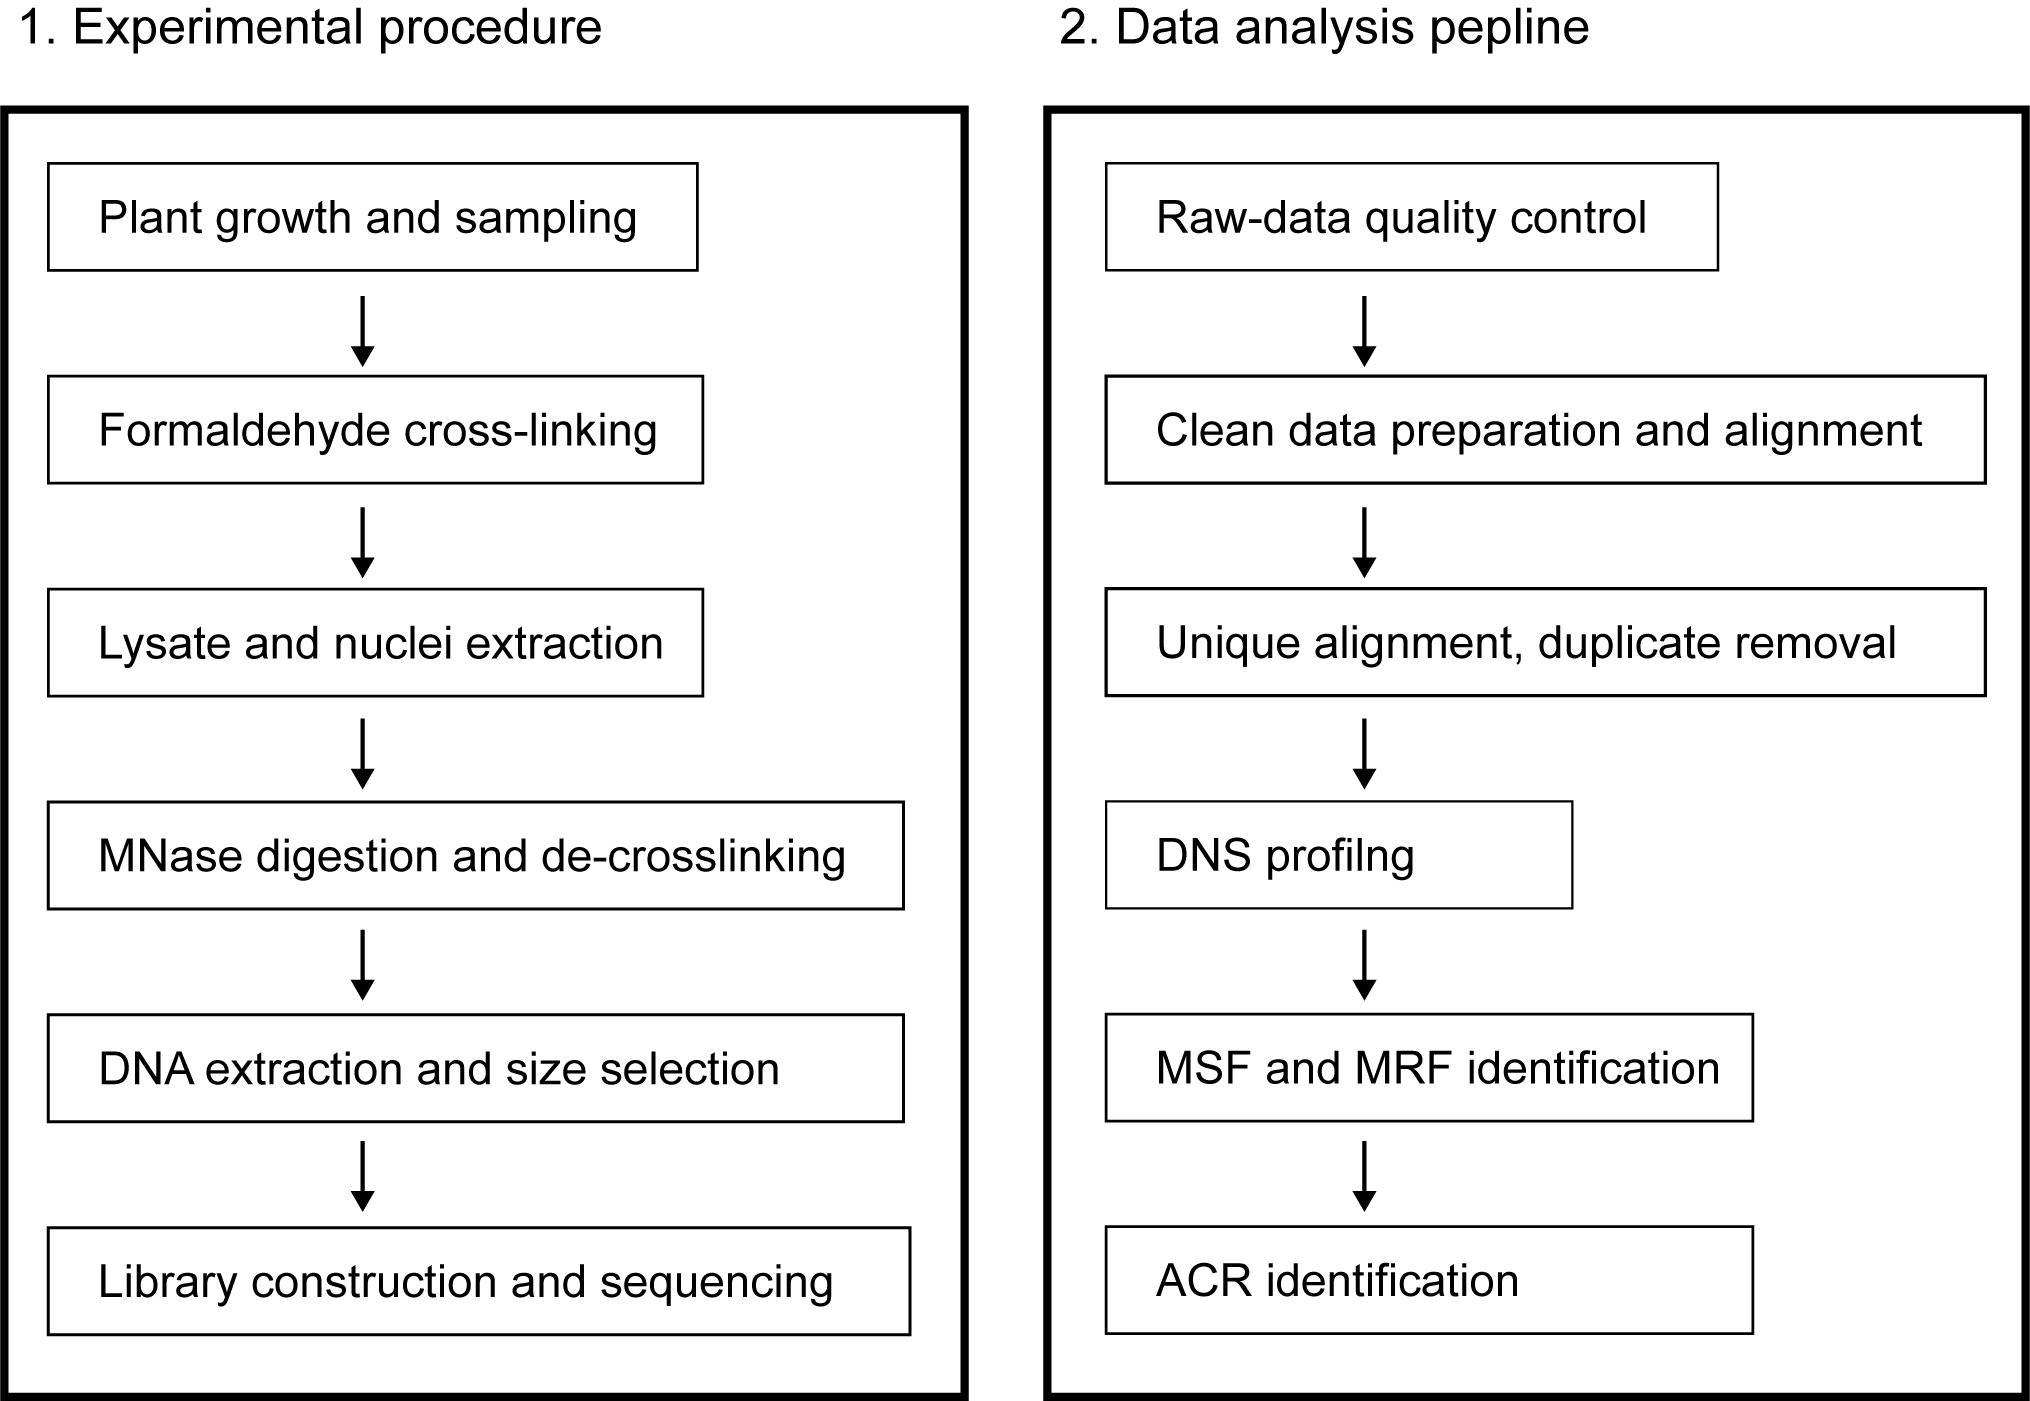 1. Experimental procedure
Plant growth and sampling
Formaldehyde cross-linking
Lysate and nuclei extraction
MNase digestion and de-crosslinking
DNA extraction and size selection
Library construction and sequencing
2. Data analysis pepline
Raw-data quality control
Clean data preparation and alignment
Unique alignment, duplicate removal
DNS profilng
MSF and MRF identification
ACR identification